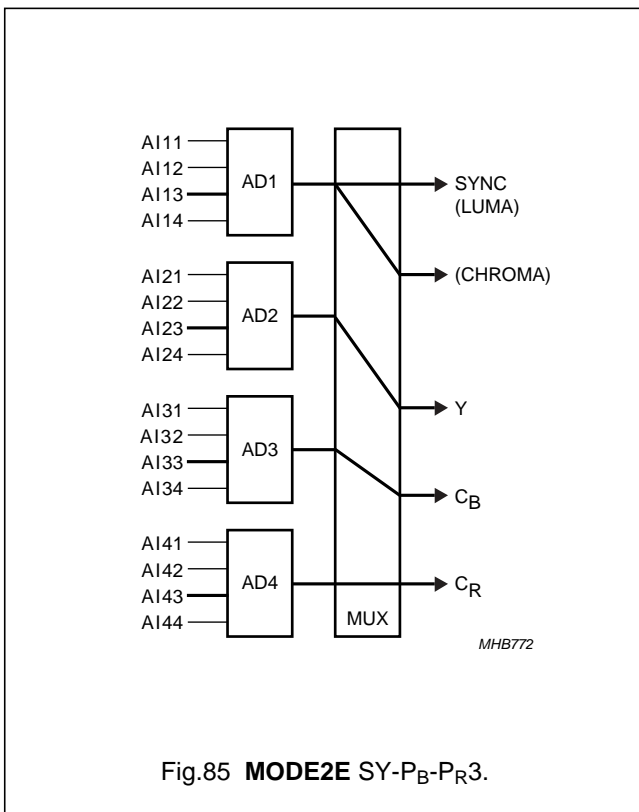 AI11
AI12
AI13
AI14
AD1
SYNC
(LUMA)
(CHROMA)
AI21
AI22
AI23
AI24
AD2
Y
AI31
AI32
AI33
AI34
AD3
CB
AI41
AI42
AI43
AI44
AD4
CR
MUX
MHB772
Fig.85 MODE2E SY-PB-PR3.